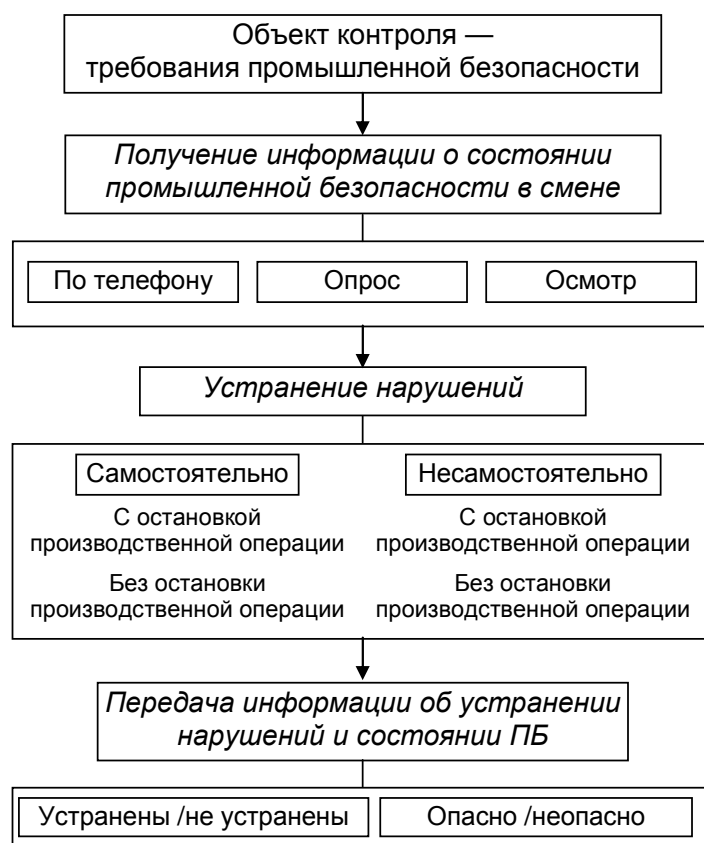 Объект контроля —
требования промышленной безопасности
Получение информации о состоянии
промышленной безопасности в смене
По телефону
Опрос
Осмотр
Устранение нарушений
Самостоятельно
Несамостоятельно
С остановкой
производственной операции
С остановкой
производственной операции
Без остановки
производственной операции
Без остановки
производственной операции
Передача информации об устранении
нарушений и состоянии ПБ
Устранены /не устранены
Опасно /неопасно